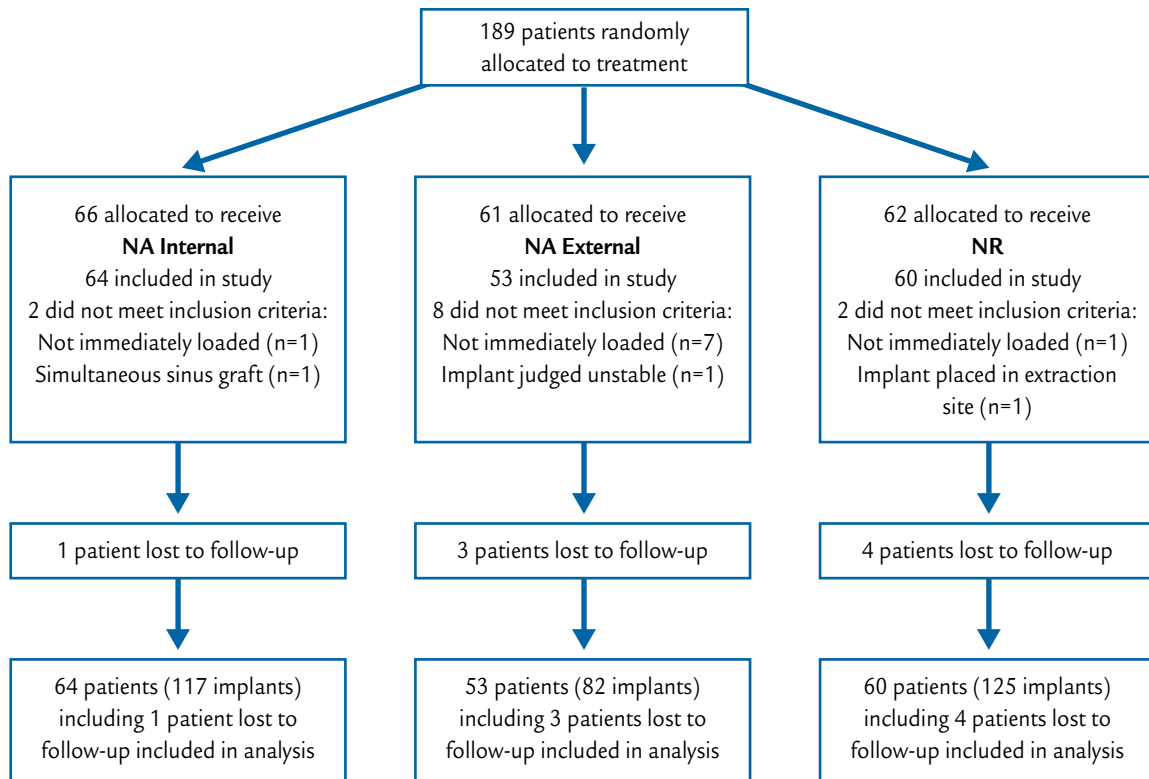 189 patients randomly
allocated to treatment
66 allocated to receive
NA Internal
64 included in study
2 did not meet inclusion criteria:
Not immediately loaded (n=1)
Simultaneous sinus graft (n=1)
61 allocated to receive
NA External
53 included in study
8 did not meet inclusion criteria:
Not immediately loaded (n=7)
Implant judged unstable (n=1)
62 allocated to receive
NR
60 included in study
2 did not meet inclusion criteria:
Not immediately loaded (n=1)
Implant placed in extraction
site (n=1)
1 patient lost to follow-up
3 patients lost to follow-up
4 patients lost to follow-up
64 patients (117 implants)
including 1 patient lost to
follow-up included in analysis
53 patients (82 implants)
including 3 patients lost to
follow-up included in analysis
60 patients (125 implants)
including 4 patients lost to
follow-up included in analysis